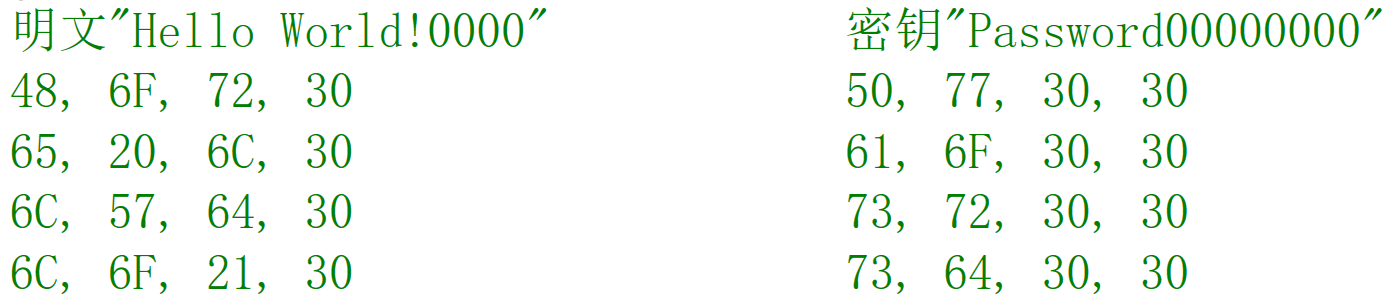 明文"Hello World!0000" 密钥"Password00000000"
48, 6F, 72, 30 50, 77, 30, 30
65, 20, 6C, 30 61, 6F, 30, 30
6C, 57, 64, 30 73, 72, 30, 30
6C, 6F, 21, 30 73, 64, 30, 30